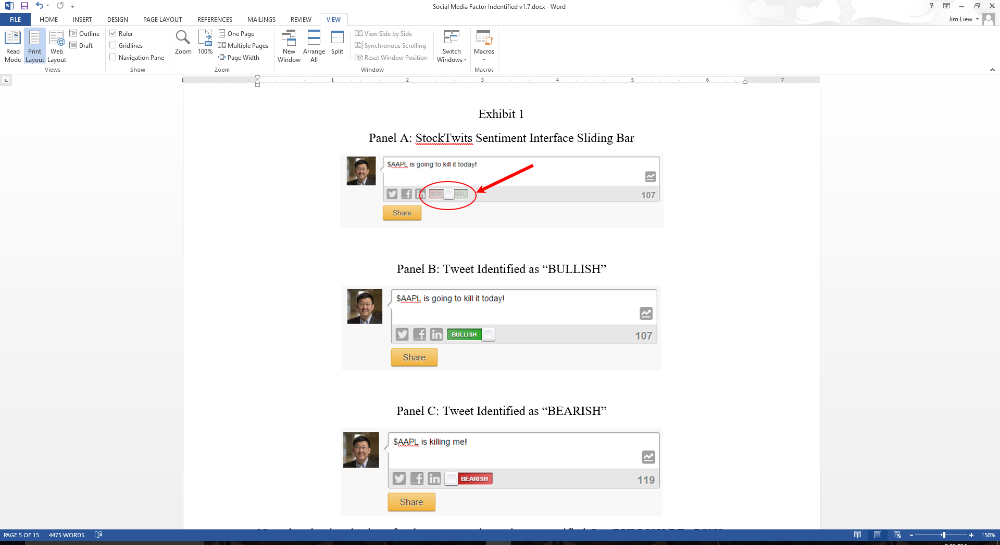 Social Media Factor Indentified v1.7.docx - Word
?
FILE HOME INSERT DESIGN PAGE LAYOUT REFERENCES MAILINGS REVIEW VIEW
Jim Liew
Read Mode
Print Layout
Web Layout
Outline
Draft
Views
Ruler
Gridlines
Navigation Pane
Show
Zoom
100
100%
One Page
Multiple Pages
Page Width
Zoom
New Window
Arrange All
Split
View Side by Side
Synchronous Scrolling
Reset Window Position
Window
Switch Windows
Macros
Macros
L
1 1 2 3 4 5 6 7
Exhibit 1
Panel A: StockTwits Sentiment Interface Sliding Bar
$AAPL is going to kill it today!
in BEAR BULL 107
Share
Panel B: Tweet Identified as “BULLISH”
$AAPL is going to kill it today!
in BULLISH 107
Share
Panel C: Tweet Identified as “BEARISH”
$AAPL is killing me!
in BEARISH 119
Share
PAGE 5 OF 15 4475 WORDS 150%